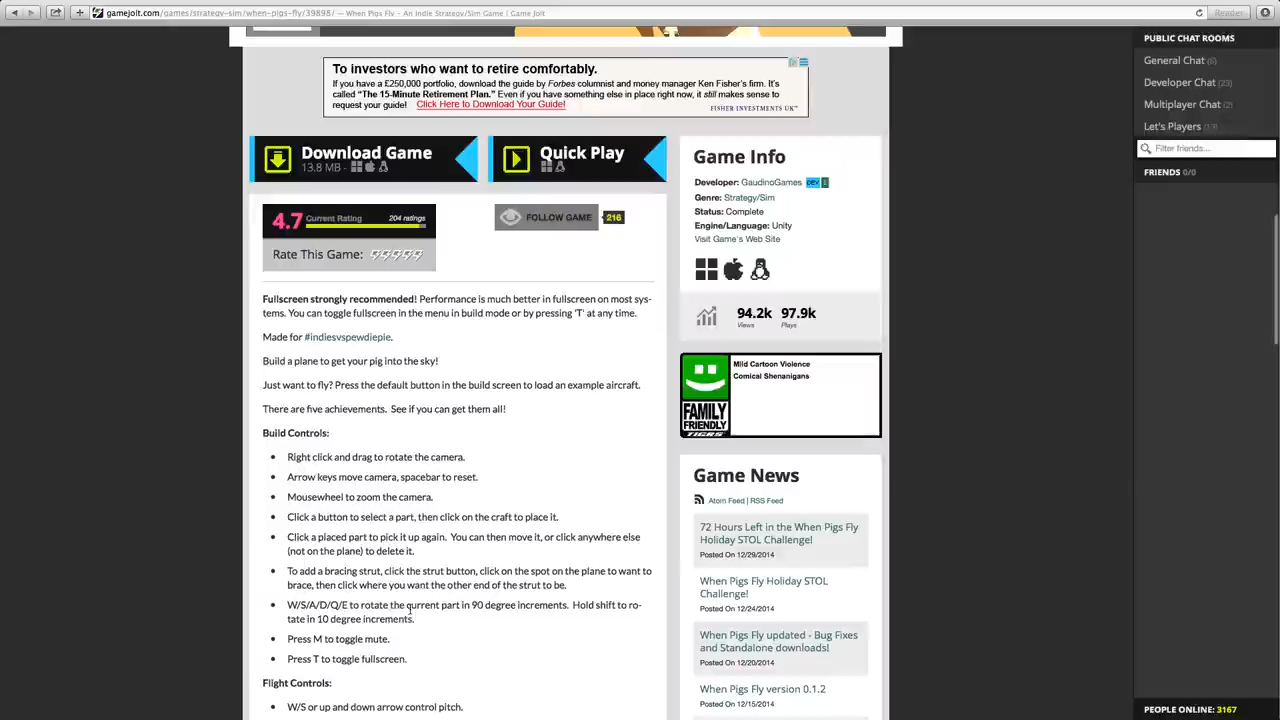 gamejolt.com/games/strategy-sim/when-pigs-fly/39898/ — When Pigs Fly - An Indie Strategy/Sim Game | Game Jolt
Reader
To investors who want to retire comfortably.
If you have a £250,000 portfolio, download the guide by Forbes columnist and money manager Ken Fisher's firm. It's
called "The 15-Minute Retirement Plan." Even if you have something else in place right now, it still makes sense to
request your guide! Click Here to Download Your Guide!
FISHER INVESTMENTS UK™
Download Game
13.8 MB -
Quick Play
4.7 Current Rating 204 ratings
Rate This Game:
FOLLOW GAME 216
Fullscreen strongly recommended! Performance is much better in fullscreen on most sys-
tems. You can toggle fullscreen in the menu in build mode or by pressing 'T' at any time.
Made for #indiesvspewdiepie.
Build a plane to get your pig into the sky!
Just want to fly? Press the default button in the build screen to load an example aircraft.
There are five achievements. See if you can get them all!
Build Controls:
Right click and drag to rotate the camera.
Arrow keys move camera, spacebar to reset.
Mousewheel to zoom the camera.
Click a button to select a part, then click on the craft to place it.
Click a placed part to pick it up again. You can then move it, or click anywhere else
(not on the plane) to delete it.
To add a bracing strut, click the strut button, click on the spot on the plane to want to
brace, then click where you want the other end of the strut to be.
W/S/A/D/Q/E to rotate the current part in 90 degree increments. Hold shift to ro-
tate in 10 degree increments.
Press M to toggle mute.
Press T to toggle fullscreen.
Flight Controls:
W/S or up and down arrow control pitch.
Game Info
Developer: GaudinoGames DEV
Genre: Strategy/Sim
Status: Complete
Engine/Language: Unity
Visit Game's Web Site
94.2k 97.9k
Views Plays
Mild Cartoon Violence
Comical Shenanigans
FAMILY
FRIENDLY
TIGRS
Game News
Atom Feed | RSS Feed
72 Hours Left in the When Pigs Fly
Holiday STOL Challenge!
Posted On 12/29/2014
When Pigs Fly Holiday STOL
Challenge!
Posted On 12/24/2014
When Pigs Fly updated - Bug Fixes
and Standalone downloads!
Posted On 12/20/2014
When Pigs Fly version 0.1.2
Posted On 12/15/2014
PUBLIC CHAT ROOMS
General Chat
Developer Chat (23)
Multiplayer Chat (2)
Let's Players (13)
Filter friends...
FRIENDS 0/0
PEOPLE ONLINE: 3167